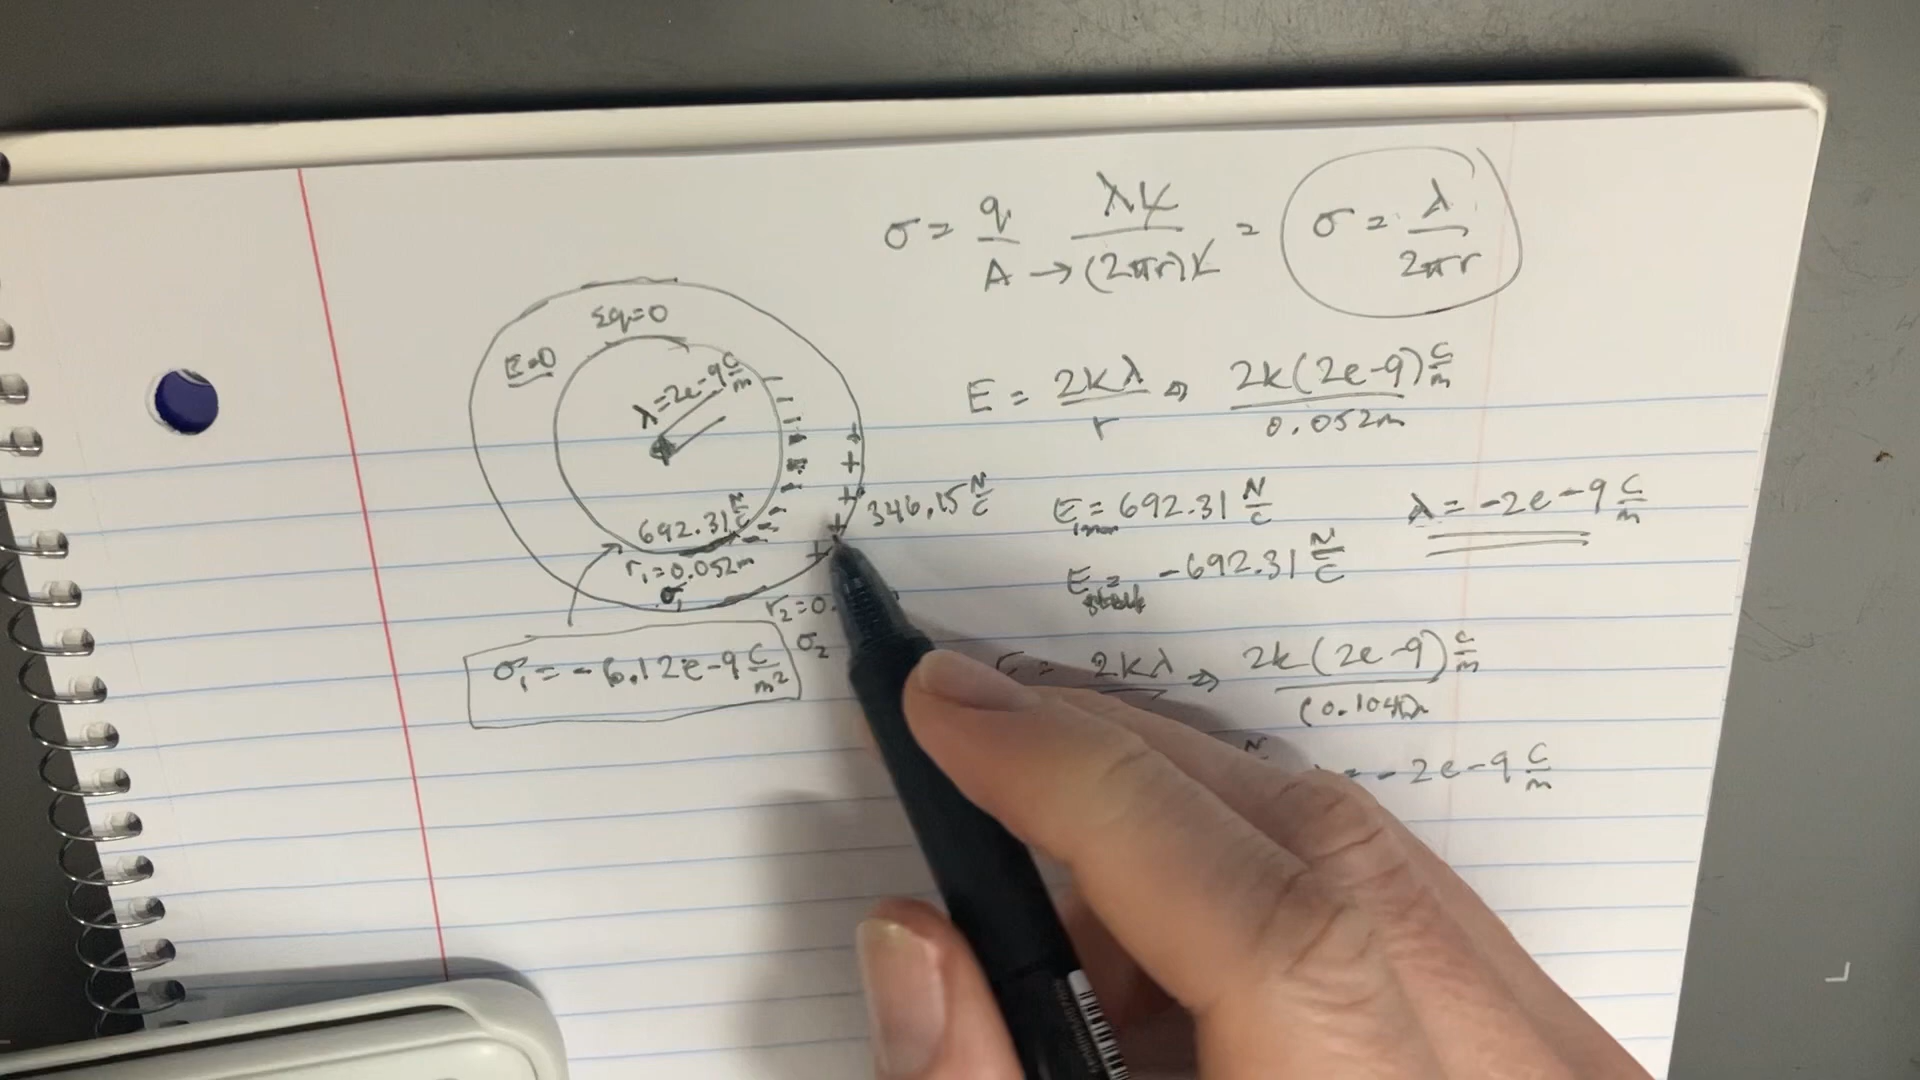 σ = q/A → λL/(2πr)L = σ = λ/2πr
Σq=0
E=0
λ=2e-9 C/m
E = 2kλ/r ⇒ 2k(2e-9) C/m / 0.052m
692.31 N/C
346.15 N/C
E = 692.31 N/C
λ = -2e-9 C/m
r₁=0.052m
E = -692.31 N/C
σ₁
r₂=0.
σ₂
σ₁ = -6.12e-9 C/m²
= 2kλ ⇒ 2k(2e-9) C/m / (0.104)m
N
= -2e-9 C/m